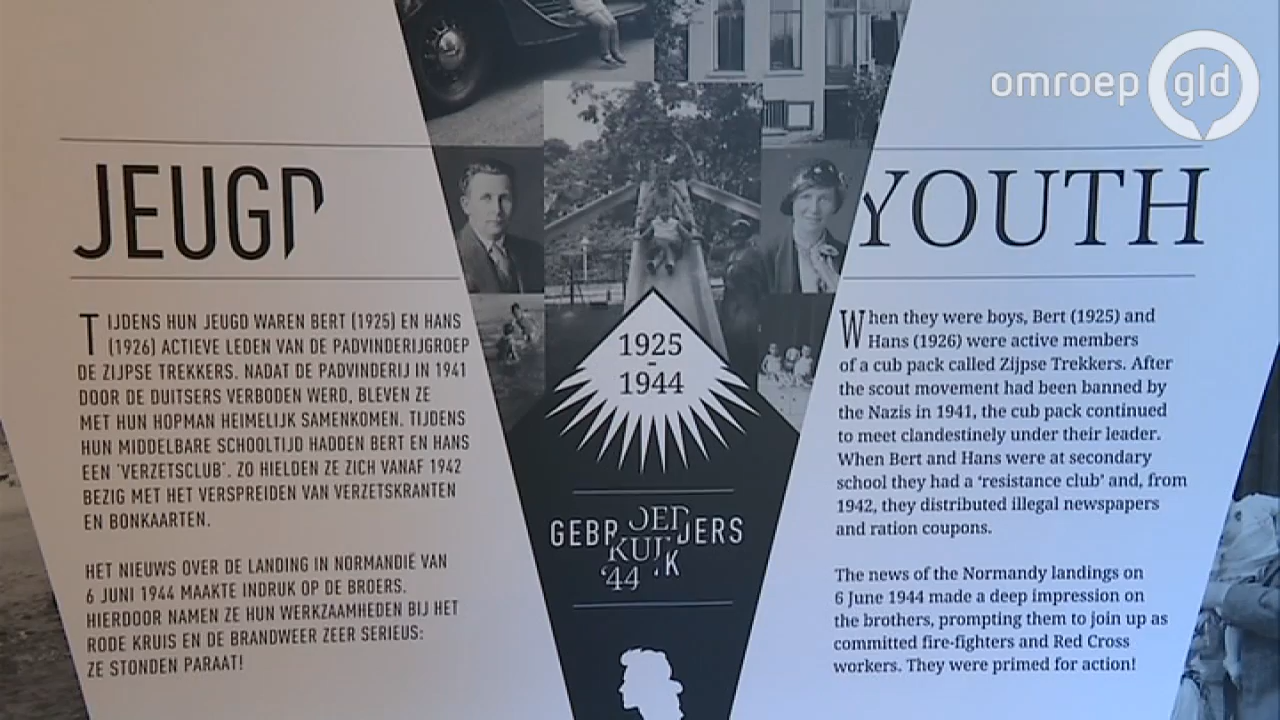 omroep gld
JEUGD
TIJDENS HUN JEUGD WAREN BERT (1925) EN HANS
(1926) ACTIEVE LEDEN VAN DE PADVINDERIJGROEP
DE ZIJPSE TREKKERS. NADAT DE PADVINDERIJ IN 1941
DOOR DE DUITSERS VERBODEN WERD, BLEVEN ZE
MET HUN HOPMAN HEIMELIJK SAMENKOMEN. TIJDENS
HUN MIDDELBARE SCHOOLTIJD HADDEN BERT EN HANS
EEN 'VERZETSCLUB'. ZO HIELDEN ZE ZICH VANAF 1942
BEZIG MET HET VERSPREIDEN VAN VERZETSKRANTEN
EN BONKAARTEN.
HET NIEUWS OVER DE LANDING IN NORMANDIË VAN
6 JUNI 1944 MAAKTE INDRUK OP DE BROERS.
HIERDOOR NAMEN ZE HUN WERKZAAMHEDEN BIJ HET
RODE KRUIS EN DE BRANDWEER ZEER SERIEUS:
ZE STONDEN PARAAT!
1925
-
1944
GEBROEDERS
KUIK
'44
YOUTH
When they were boys, Bert (1925) and
Hans (1926) were active members
of a cub pack called Zijpse Trekkers. After
the scout movement had been banned by
the Nazis in 1941, the cub pack continued
to meet clandestinely under their leader.
When Bert and Hans were at secondary
school they had a 'resistance club' and, from
1942, they distributed illegal newspapers
and ration coupons.
The news of the Normandy landings on
6 June 1944 made a deep impression on
the brothers, prompting them to join up as
committed fire-fighters and Red Cross
workers. They were primed for action!